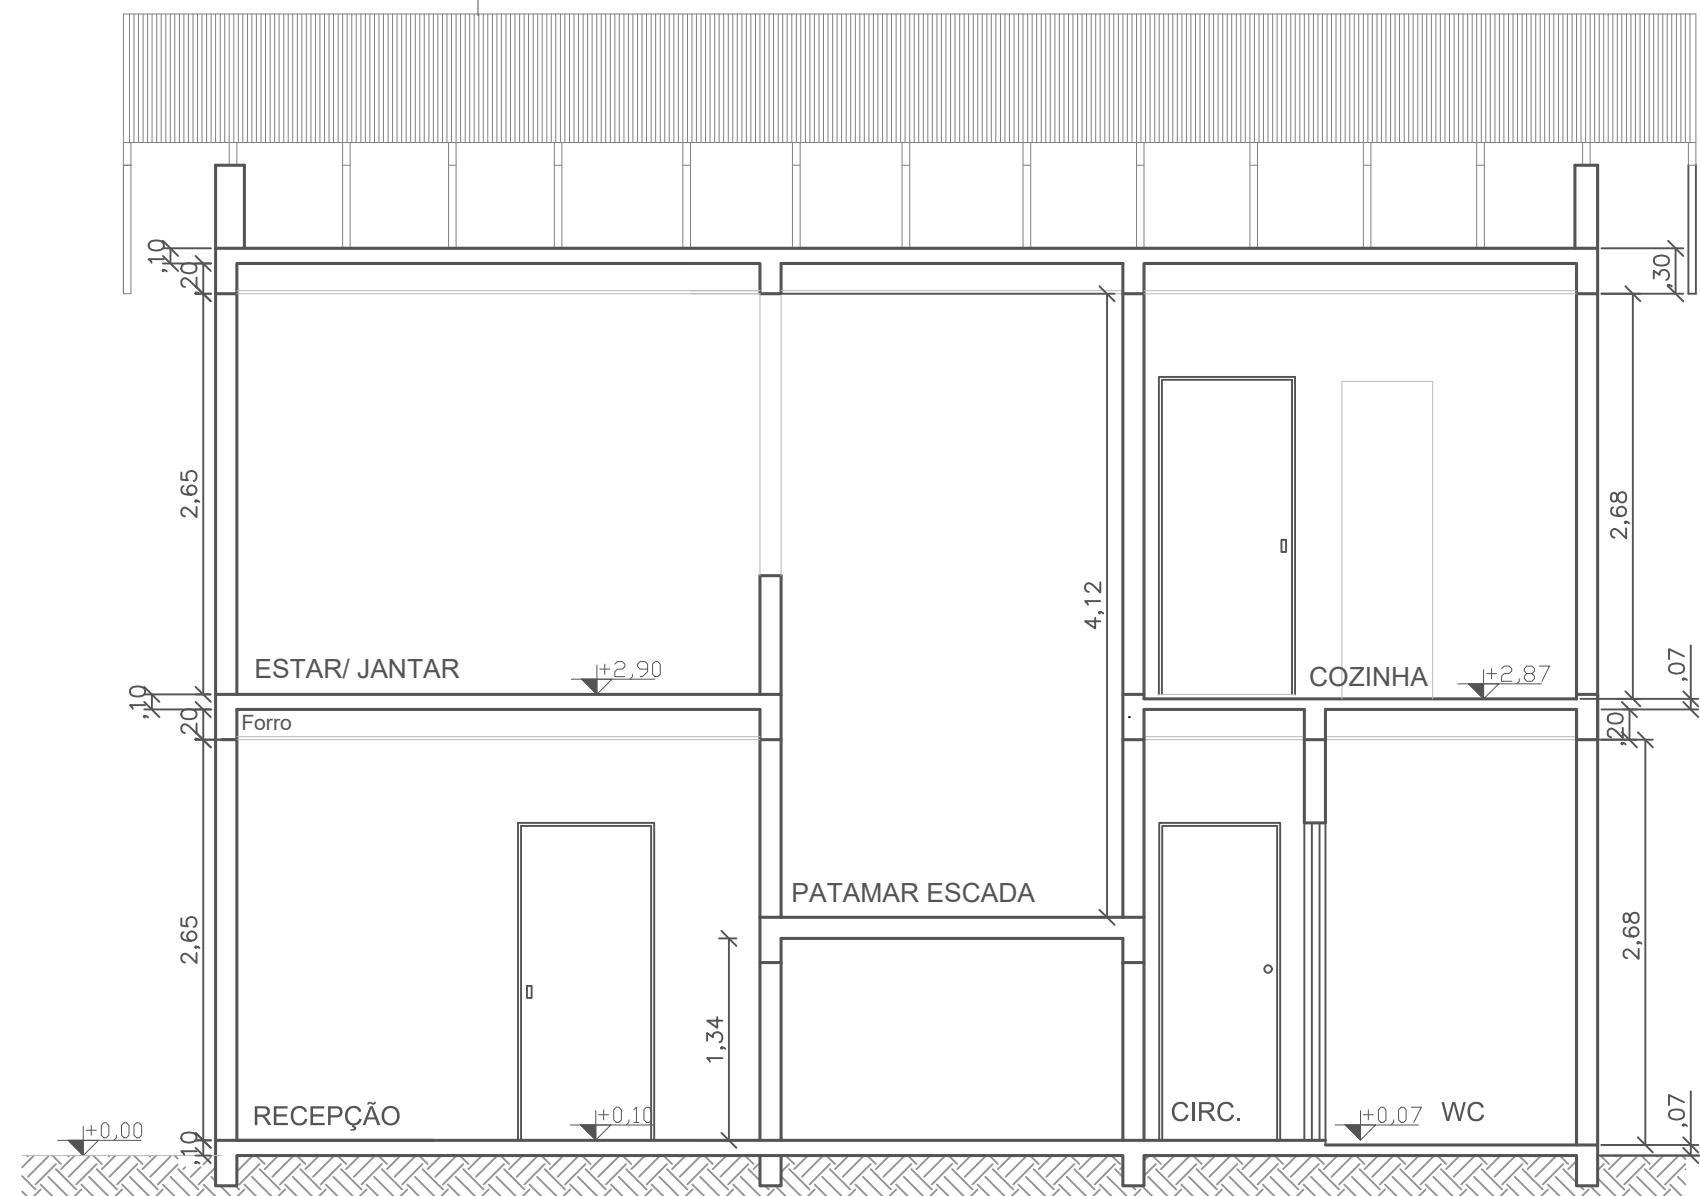 ,10
,20
,30
2,65
2,68
4,12
ESTAR/ JANTAR
+2,90
COZINHA
+2,87
,07
,10
,20
Forro
,20
PATAMAR ESCADA
2,65
2,68
1,34
RECEPÇÃO
+0,10
CIRC.
+0,07
WC
,07
+0,00
,10